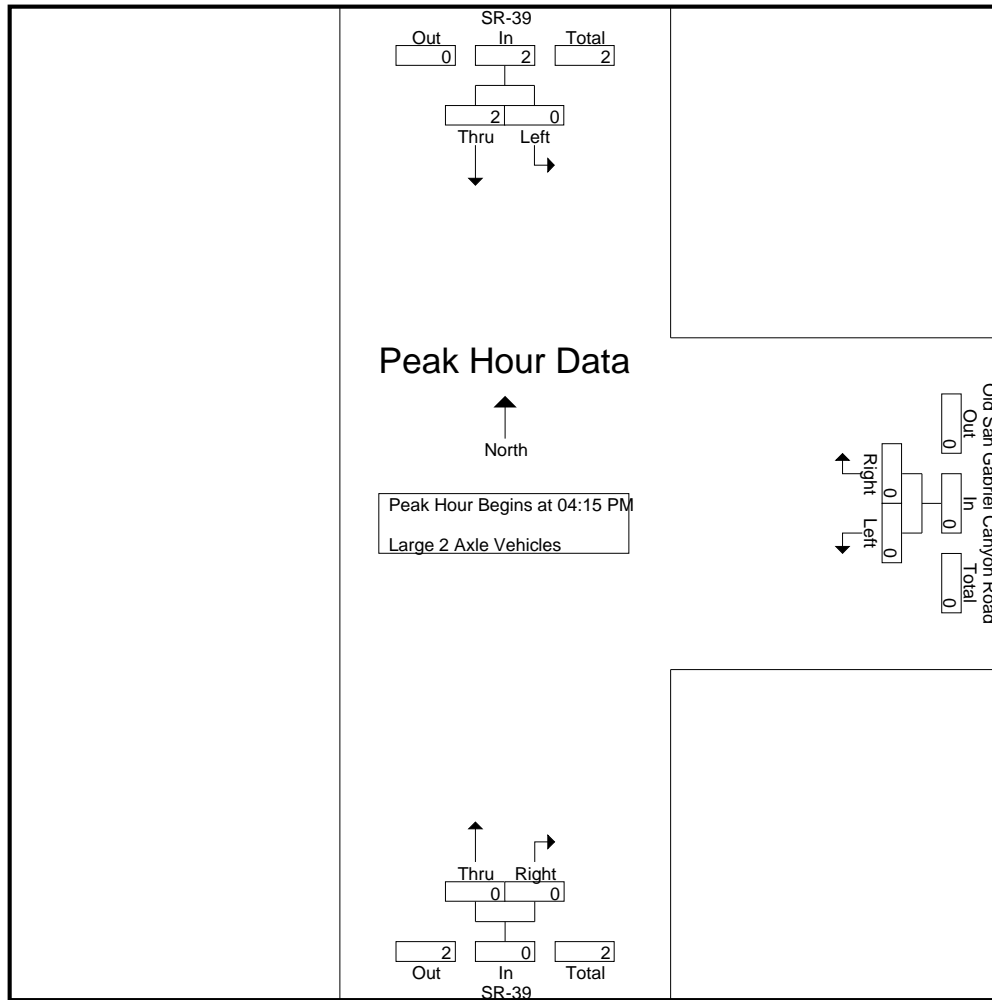 SR-39
Out In Total
0 2 2
2 0
Thru Left
Peak Hour Data
North
Peak Hour Begins at 04:15 PM
Large 2 Axle Vehicles
Old San Gabriel Canyon Road
Out In Total
0 0 0
Right Left
0 0
Thru Right
0 0
2 0 2
Out In Total
SR-39